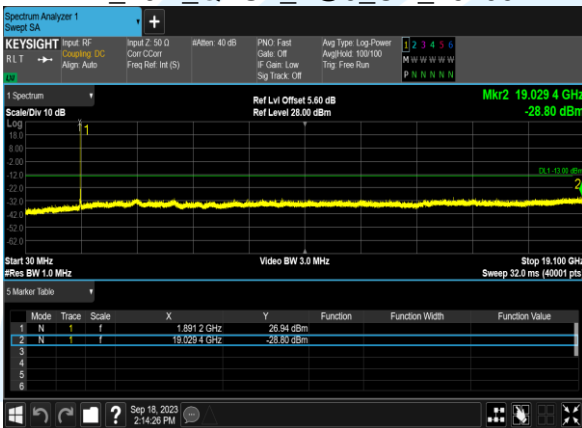 Spectrum Analyzer 1
Swept SA
+
KEYSIGHT Input: RF Input Z: 50 Ω #Atten: 40 dB PNO: Fast Avg Type: Log-Power 1 2 3 4 5 6
RLT Coupling: DC Corr CCorr Gate: Off Avg|Hold: 100/100 M W W W W W
Align: Auto Freq Ref: Int (S) IF Gain: Low Trig: Free Run
LW Sig Track: Off P N N N N N
1 Spectrum Ref Lvl Offset 5.60 dB Mkr2 19.029 4 GHz
Scale/Div 10 dB Ref Level 28.00 dBm -28.80 dBm
Log
18.0 1
8.00
-2.00
-12.0 DL1 -13.00 dBm
-22.0 2
-32.0
-42.0
-52.0
-62.0
Start 30 MHz Video BW 3.0 MHz Stop 19.100 GHz
#Res BW 1.0 MHz Sweep 32.0 ms (40001 pts
5 Marker Table
Mode Trace Scale X Y Function Function Width Function Value
1 N 1 f 1.891 2 GHz 26.94 dBm
2 N 1 f 19.029 4 GHz -28.80 dBm
3
4
5
6
? Sep 18, 2023
2:14:26 PM